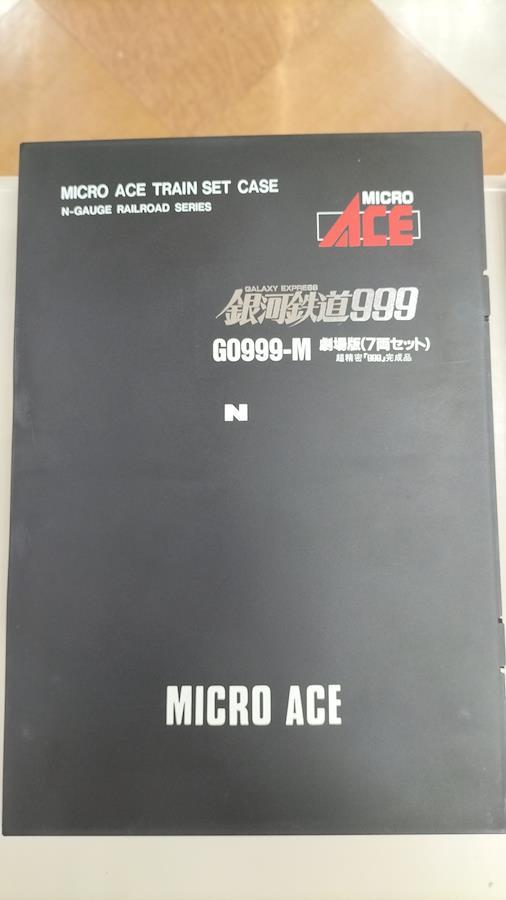 MICRO ACE TRAIN SET CASE
N-GAUGE RAILROAD SERIES
MICRO
ACE
GALAXY EXPRESS
銀河鉄道999
G0999-M 劇場版(7両セット)
超精密『999』完成品
N
MICRO ACE